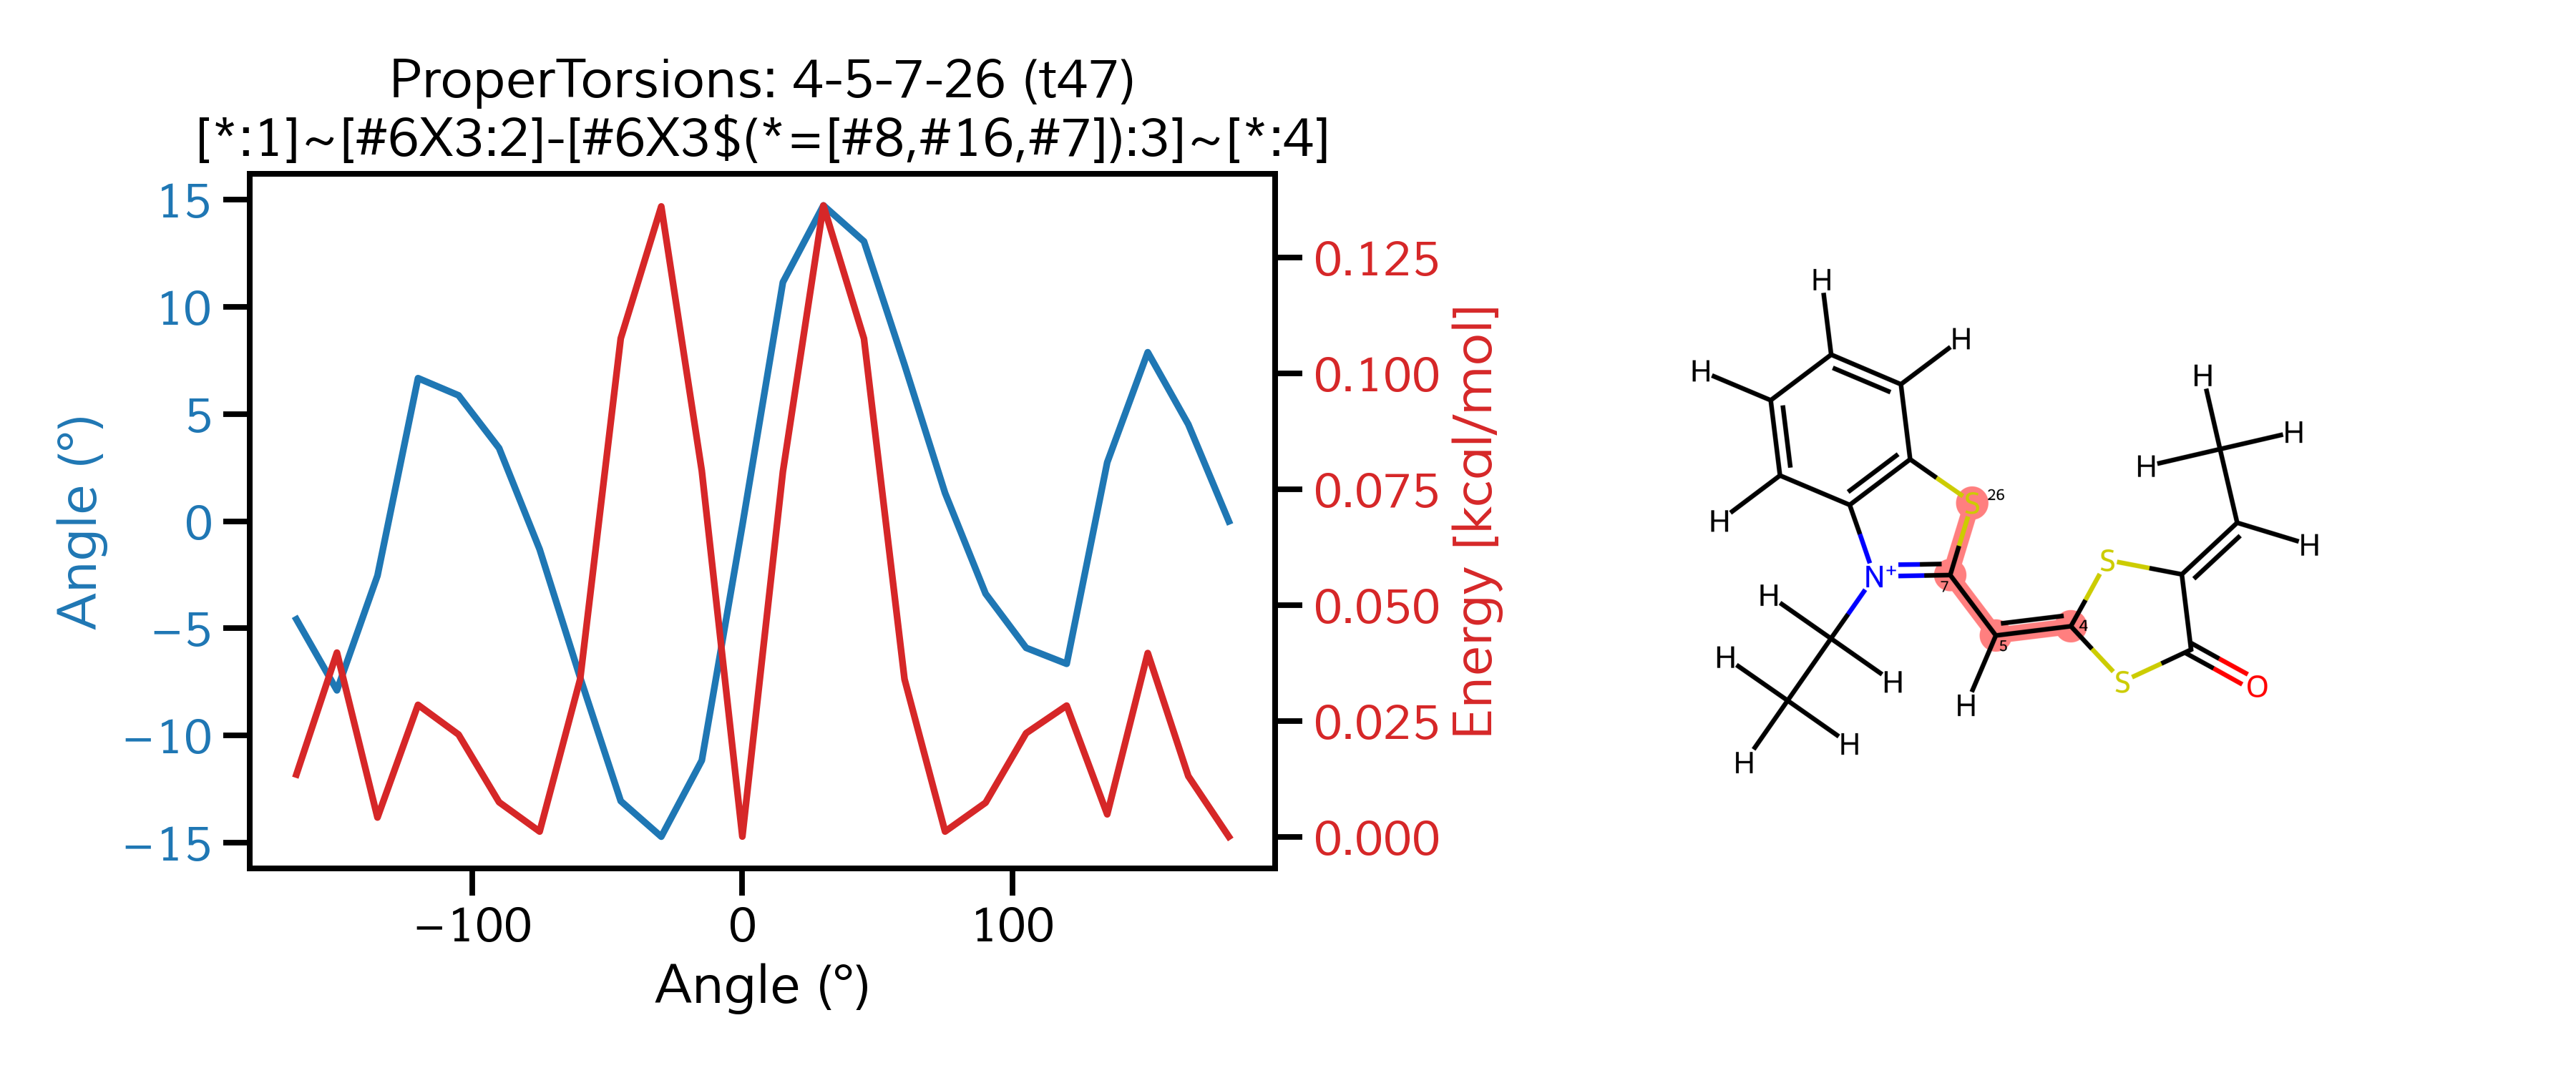 ProperTorsions: 4-5-7-26 (t47)
[*:1]~[#6X3:2]-[#6X3$(*=[#8,#16,#7]):3]~[*:4]
15
10
5
0
−5
−10
−15
Angle (°)
0.125
0.100
0.075
0.050
0.025
0.000
Energy [kcal/mol]
−100
0
100
Angle (°)
H
H
H
H
H
H
H
S 26
H
S
N+
7
H
H
4
5
H
H
S
O
H
H
H